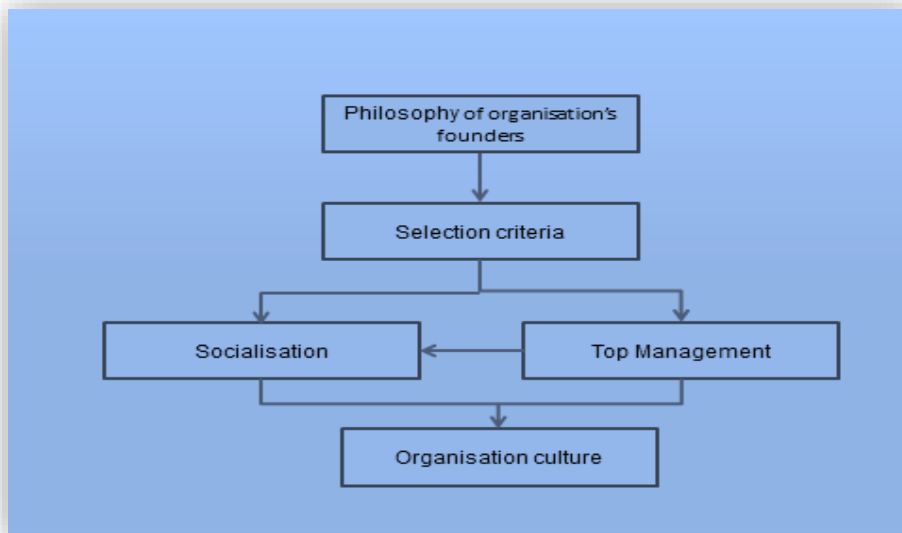 Philosophy of organisation's
founders
Selection criteria
Socialisation
Top Management
Organisation culture